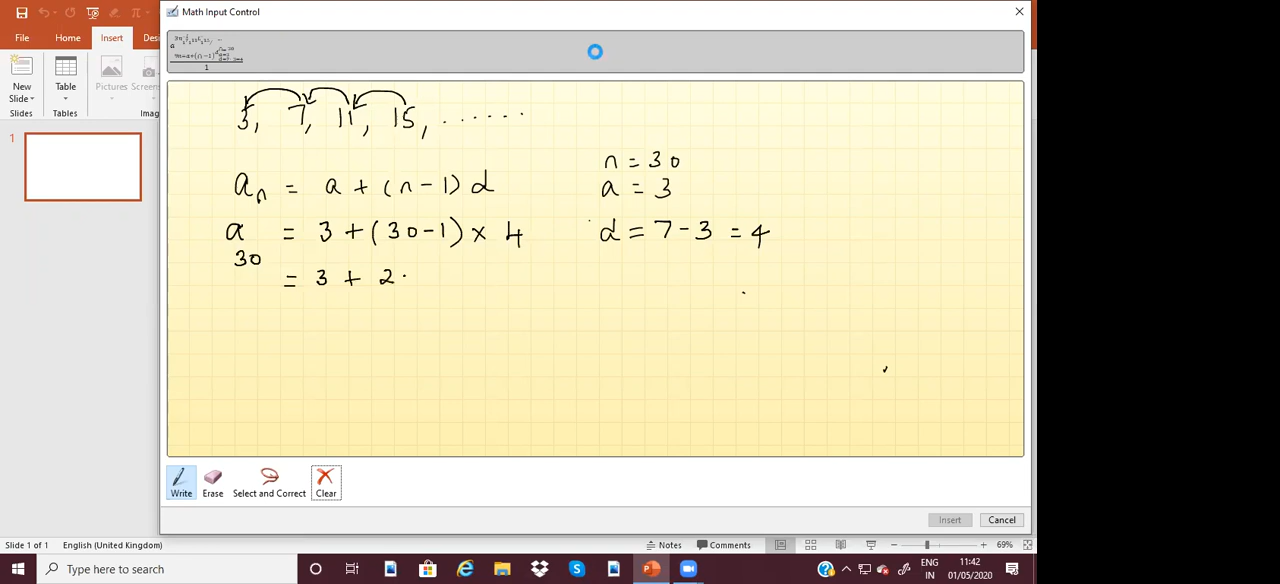 Math Input Control
File Home Insert
New Slide
Table
Pictures
Slides Tables
1
3, 7, 11, 15, ......
n = 30
aₙ = a + (n - 1) d
a = 3
a₃₀ = 3 + (30 - 1) × 4
d = 7 - 3 = 4
= 3 + 2
Write Erase Select and Correct Clear
Insert Cancel
Slide 1 of 1 English (United Kingdom) Notes Comments 69%
Type here to search
ENG 11:42
IN 01/05/2020